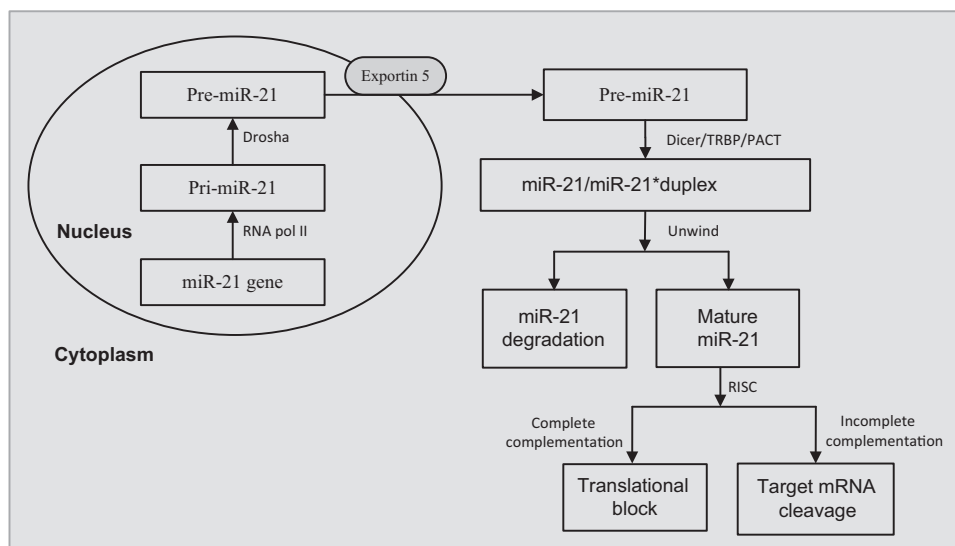 Exportin 5
Pre-miR-21
Drosha
Pri-miR-21
Nucleus
RNA pol II
miR-21 gene
Cytoplasm
Pre-miR-21
Dicer/TRBP/PACT
miR-21/miR-21*duplex
Unwind
miR-21
degradation
Mature
miR-21
RISC
Complete
complementation
Incomplete
complementation
Translational
block
Target mRNA
cleavage